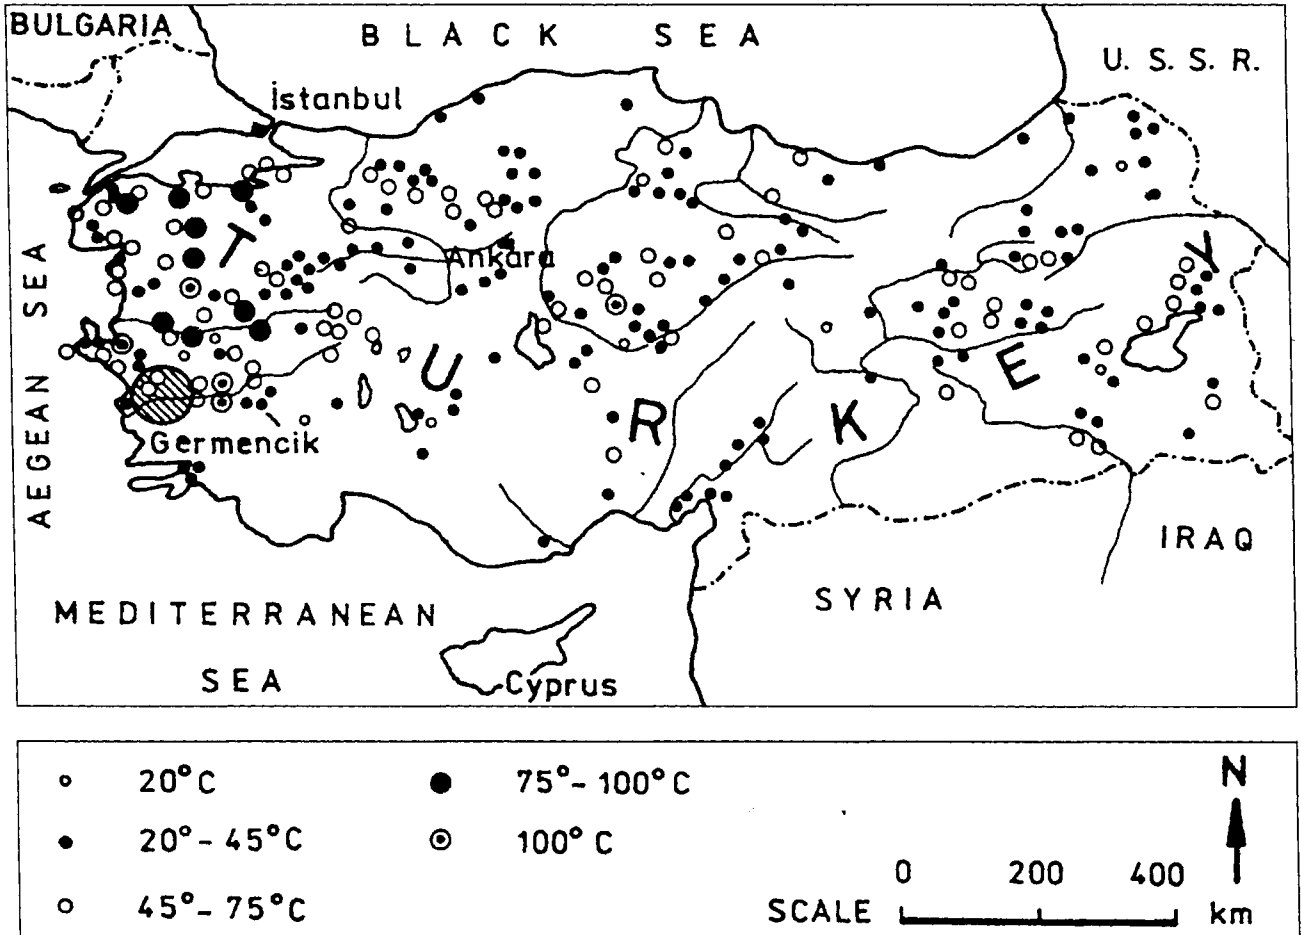 BULGARIA
BLACK SEA
U. S. S. R.
İstanbul
AEGEAN SEA
Ankara
TURKEY
Germencik
IRAQ
SYRIA
MEDITERRANEAN
SEA
Cyprus
20°C
75°- 100°C
N
20°- 45°C
100°C
45°- 75°C
0 200 400
SCALE km